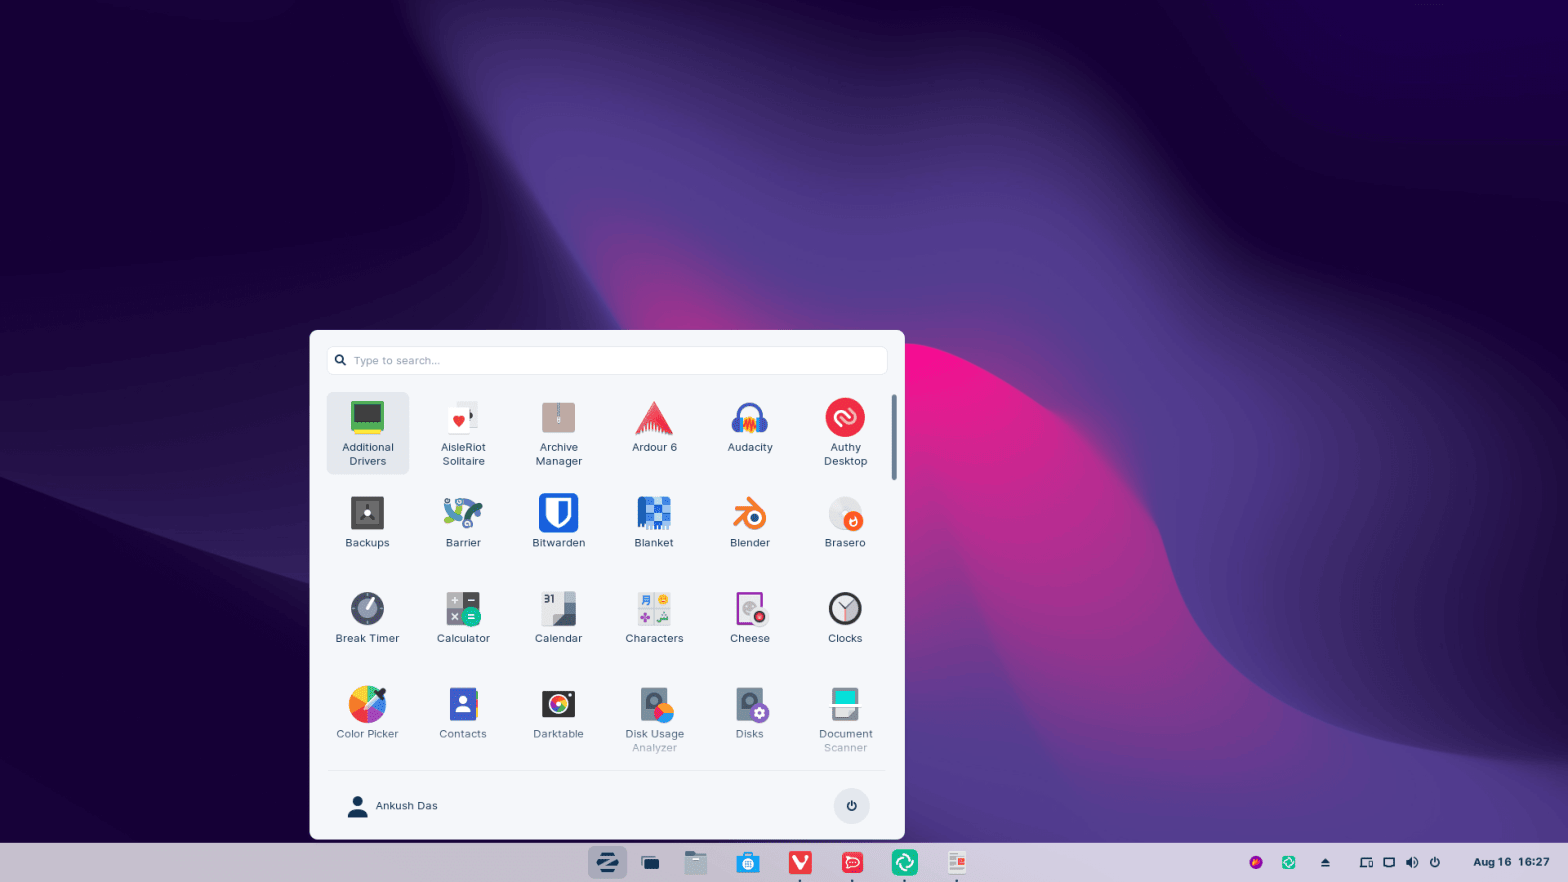 Type to search...
Additional
Drivers
AisleRiot
Solitaire
Archive
Manager
Ardour 6
Audacity
Authy
Desktop
Backups
Barrier
Bitwarden
Blanket
Blender
Brasero
Break Timer
Calculator
31
Calendar
Characters
Cheese
Clocks
Color Picker
Contacts
Darktable
Disk Usage
Analyzer
Disks
Document
Scanner
Ankush Das
Aug 16 16:27